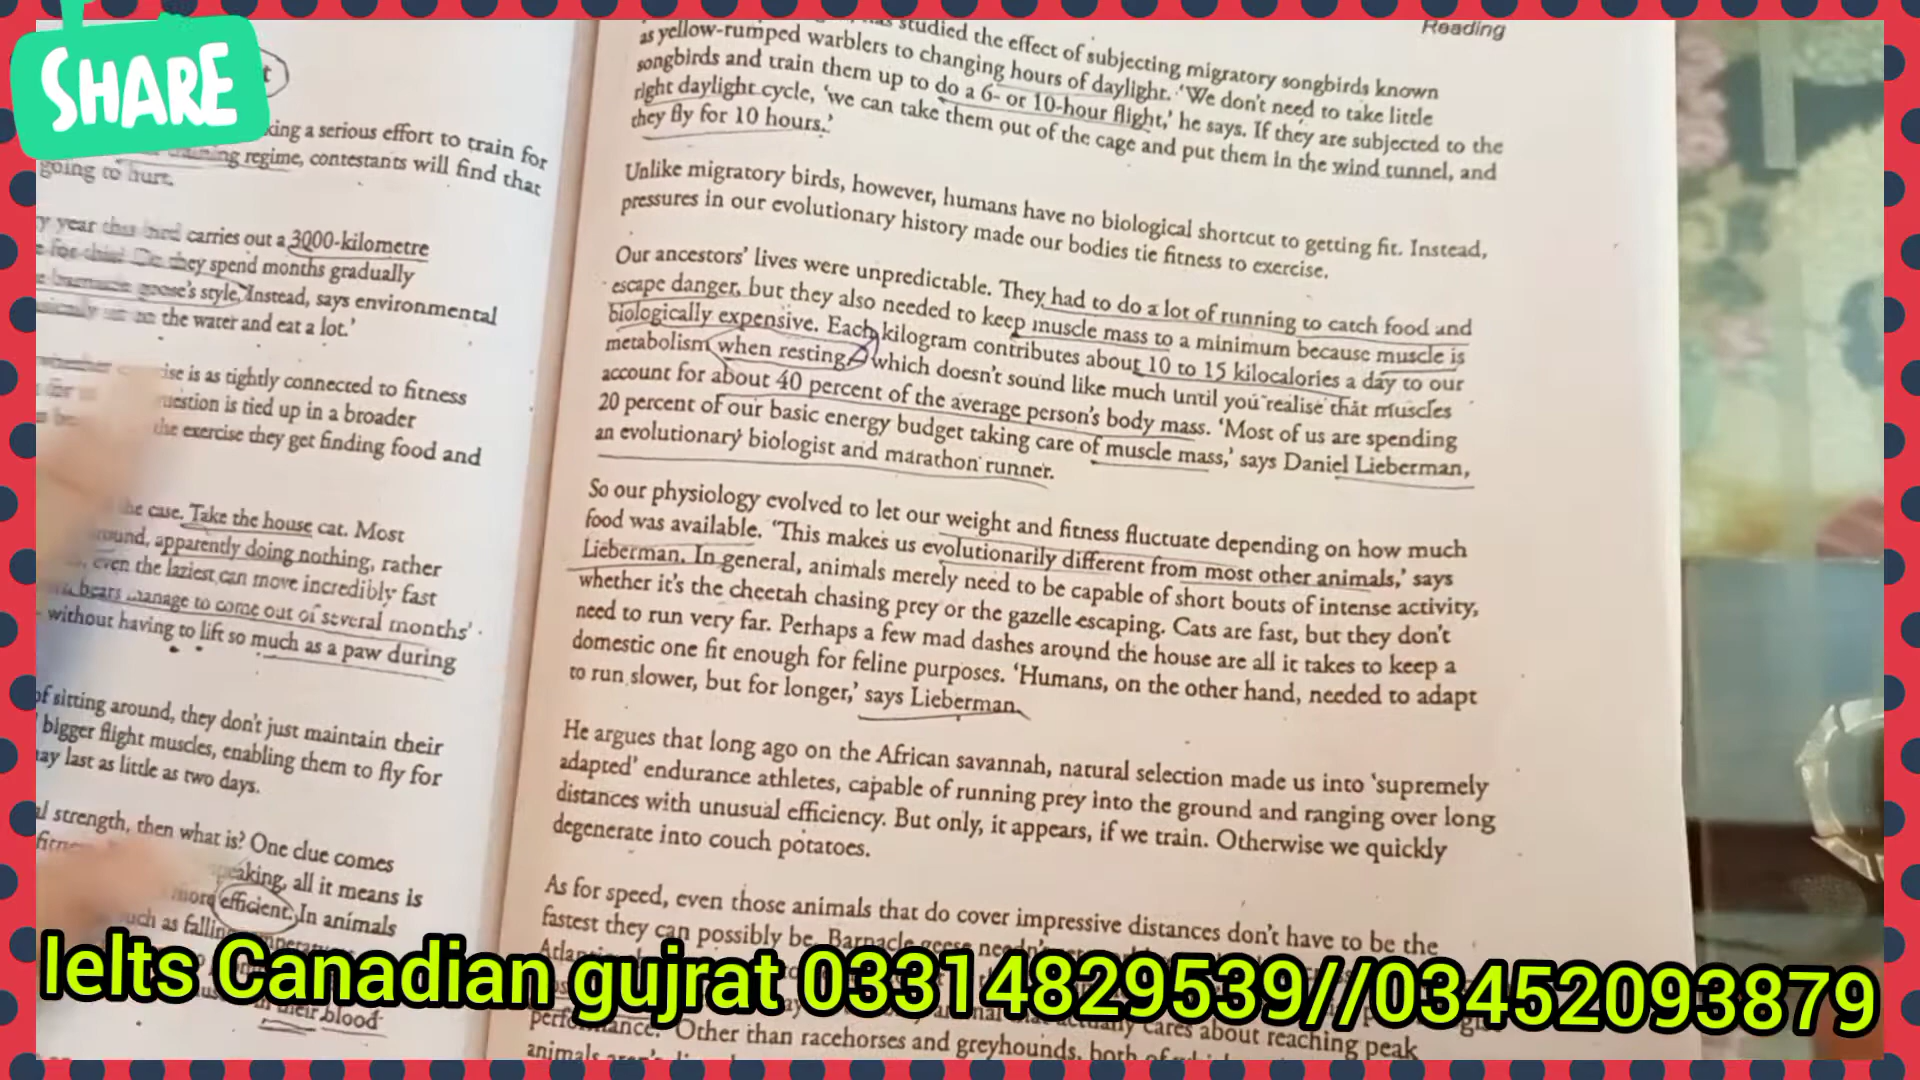 SHARE
king a serious effort to train for
training regime, contestants will find that
going to hurt.
y year this bird carries out a 3000-kilometre
e for this? Do they spend months gradually
e barnacle goose's style. Instead, says environmental
on the water and eat a lot.'
ise is as tightly connected to fitness
uestion is tied up in a broader
the exercise they get finding food and
the case. Take the house cat. Most
ound, apparently doing nothing, rather
even the laziest can move incredibly fast
bears manage to come out of several months'
without having to lift so much as a paw during
of sitting around, they don't just maintain their
bigger flight muscles, enabling them to fly for
ay last as little as two days.
al strength, then what is? One clue comes
speaking, all it means is
more efficient. In animals
such as falling
in their blood
Reading
has studied the effect of subjecting migratory songbirds known
as yellow-rumped warblers to changing hours of daylight. 'We don't need to take little
songbirds and train them up to do a 6- or 10-hour flight,' he says. If they are subjected to the
right daylight cycle, 'we can take them out of the cage and put them in the wind tunnel, and
they fly for 10 hours.'
Unlike migratory birds, however, humans have no biological shortcut to getting fit. Instead,
pressures in our evolutionary history made our bodies tie fitness to exercise.
Our ancestors' lives were unpredictable. They had to do a lot of running to catch food and
escape danger, but they also needed to keep muscle mass to a minimum because muscle is
biologically expensive. Each kilogram contributes about 10 to 15 kilocalories a day to our
metabolism when resting, which doesn't sound like much until you realise that muscles
account for about 40 percent of the average person's body mass. 'Most of us are spending
20 percent of our basic energy budget taking care of muscle mass,' says Daniel Lieberman,
an evolutionary biologist and marathon runner.
So our physiology evolved to let our weight and fitness fluctuate depending on how much
food was available. 'This makes us evolutionarily different from most other animals,' says
Lieberman. In general, animals merely need to be capable of short bouts of intense activity,
whether it's the cheetah chasing prey or the gazelle escaping. Cats are fast, but they don't
need to run very far. Perhaps a few mad dashes around the house are all it takes to keep a
domestic one fit enough for feline purposes. 'Humans, on the other hand, needed to adapt
to run slower, but for longer,' says Lieberman.
He argues that long ago on the African savannah, natural selection made us into 'supremely
adapted' endurance athletes, capable of running prey into the ground and ranging over long
distances with unusual efficiency. But only, it appears, if we train. Otherwise we quickly
degenerate into couch potatoes.
As for speed, even those animals that do cover impressive distances don't have to be the
fastest they can possibly be. Barnacle geese needn't
actually cares about reaching peak
performance. Other than racehorses and greyhounds, both of
animals aren't
Ielts Canadian gujrat 03314829539//03452093879